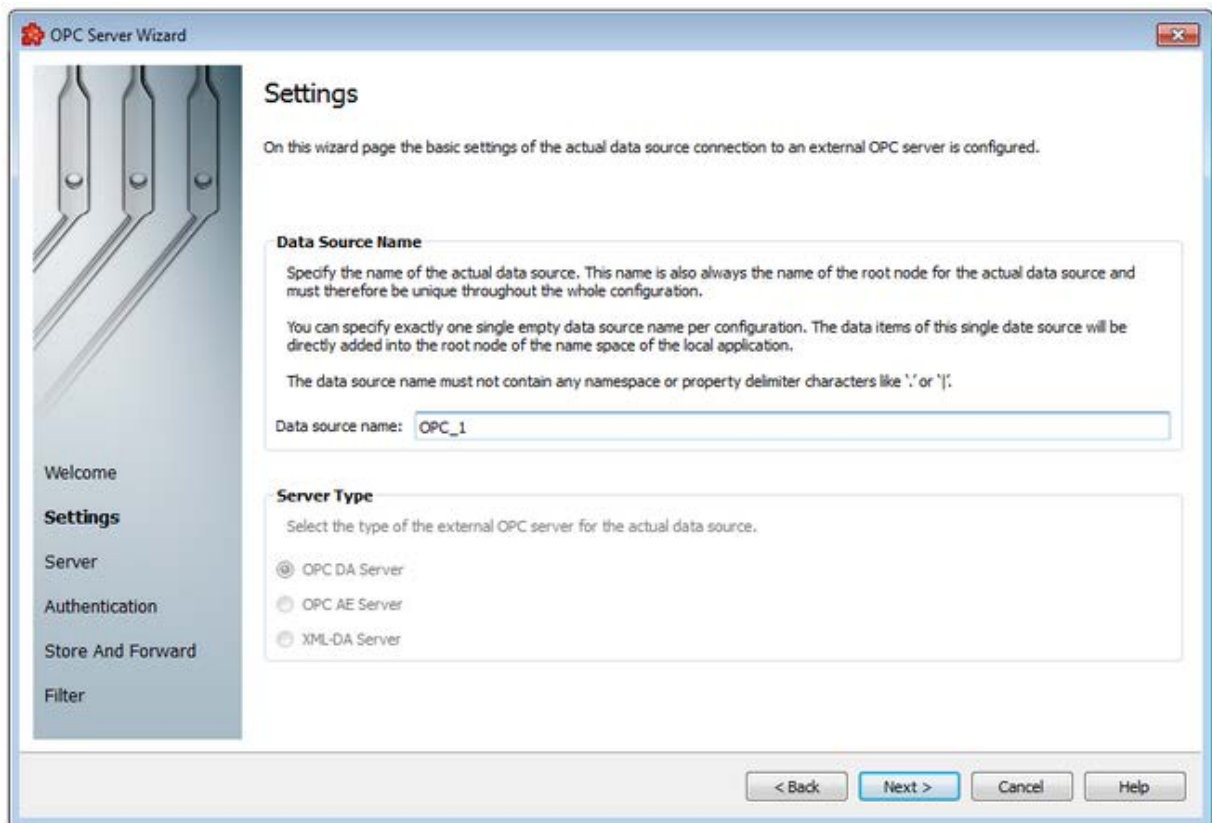 OPC Server Wizard
Settings
On this wizard page the basic settings of the actual data source connection to an external OPC server is configured.
Data Source Name
Specify the name of the actual data source. This name is also always the name of the root node for the actual data source and
must therefore be unique throughout the whole configuration.
You can specify exactly one single empty data source name per configuration. The data items of this single date source will be
directly added into the root node of the name space of the local application.
The data source name must not contain any namespace or property delimiter characters like '.' or '|'.
Data source name: OPC_1
Server Type
Select the type of the external OPC server for the actual data source.
OPC DA Server
OPC AE Server
XML-DA Server
Welcome
Settings
Server
Authentication
Store And Forward
Filter
< Back Next > Cancel Help